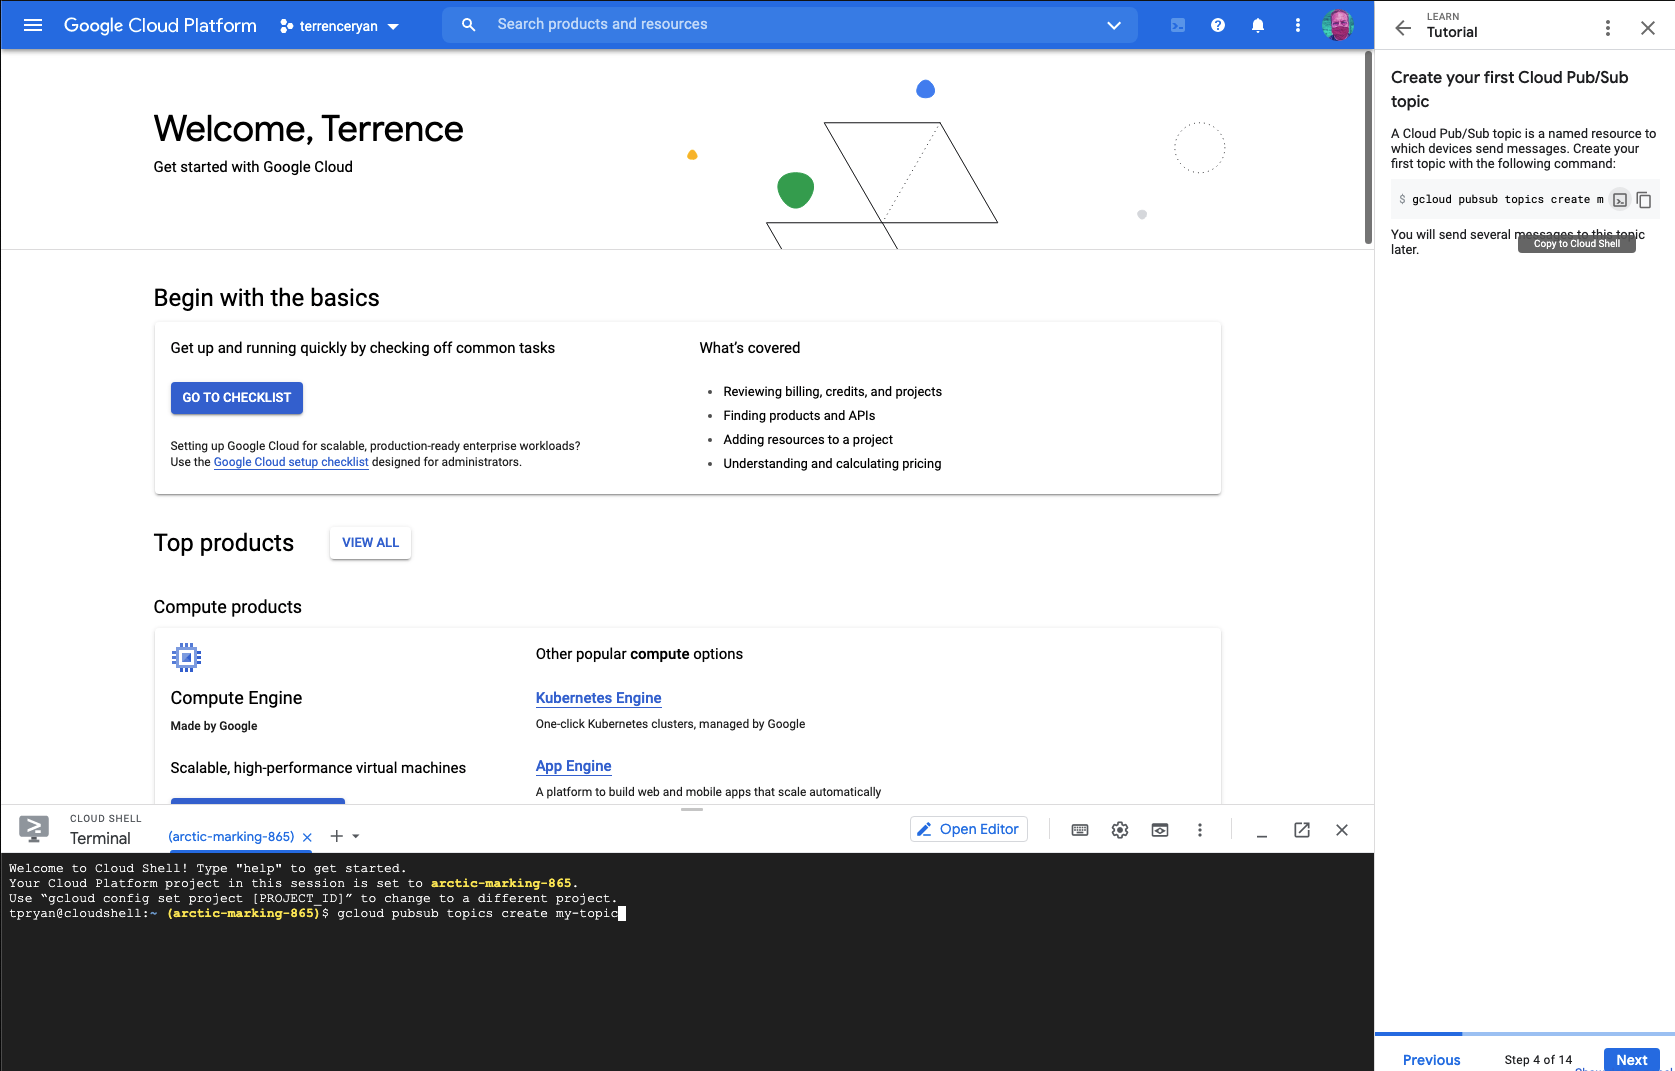 Google Cloud Platform
terrenceryan
Search products and resources
LEARN
Tutorial
Welcome, Terrence
Get started with Google Cloud
Create your first Cloud Pub/Sub
topic
A Cloud Pub/Sub topic is a named resource to
which devices send messages. Create your
first topic with the following command:
$ gcloud pubsub topics create m
You will send several messages to this topic
later.
Copy to Cloud Shell
Begin with the basics
Get up and running quickly by checking off common tasks
GO TO CHECKLIST
Setting up Google Cloud for scalable, production-ready enterprise workloads?
Use the Google Cloud setup checklist designed for administrators.
What's covered
• Reviewing billing, credits, and projects
• Finding products and APIs
• Adding resources to a project
• Understanding and calculating pricing
Top products
VIEW ALL
Compute products
Compute Engine
Made by Google
Scalable, high-performance virtual machines
Other popular compute options
Kubernetes Engine
One-click Kubernetes clusters, managed by Google
App Engine
A platform to build web and mobile apps that scale automatically
CLOUD SHELL
Terminal
(arctic-marking-865)
Open Editor
Welcome to Cloud Shell! Type "help" to get started.
Your Cloud Platform project in this session is set to arctic-marking-865.
Use “gcloud config set project [PROJECT_ID]” to change to a different project.
tpryan@cloudshell:~ (arctic-marking-865)$ gcloud pubsub topics create my-topic
Previous
Step 4 of 14
Next